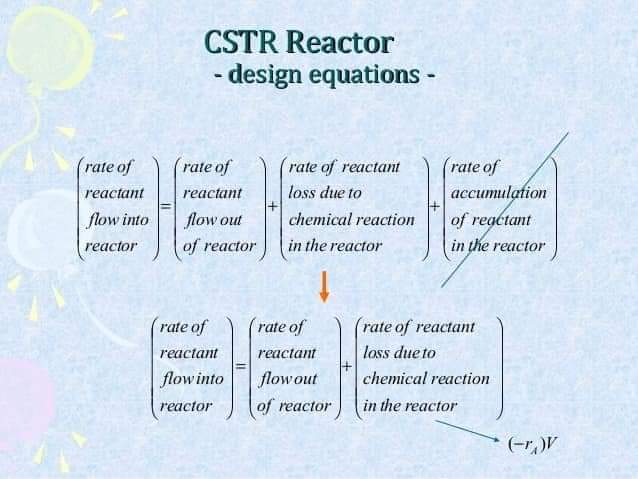 CSTR Reactor
- design equations -
rate of reactant flow into reactor = rate of reactant flow out of reactor + rate of reactant loss due to chemical reaction in the reactor + rate of accumulation of reactant in the reactor
rate of reactant flow into reactor = rate of reactant flow out of reactor + rate of reactant loss due to chemical reaction in the reactor
(−r_A)V